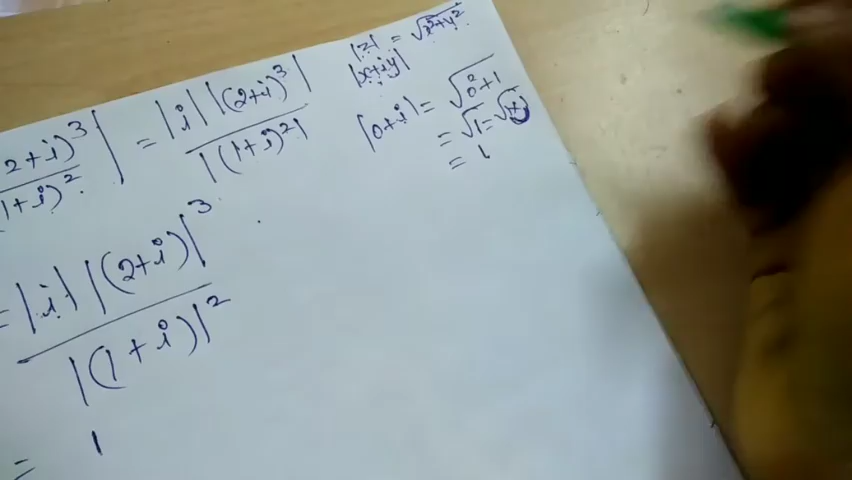 |z| = √x²+y²
|x+iy|
|0+i| = √0²+1
= √1 =
= 1
2+i)³ / 1+i)² | = |i| |(2+i)³| / |(1+i)²|
= |i| |(2+i)|³ / |(1+i)|²
= 1